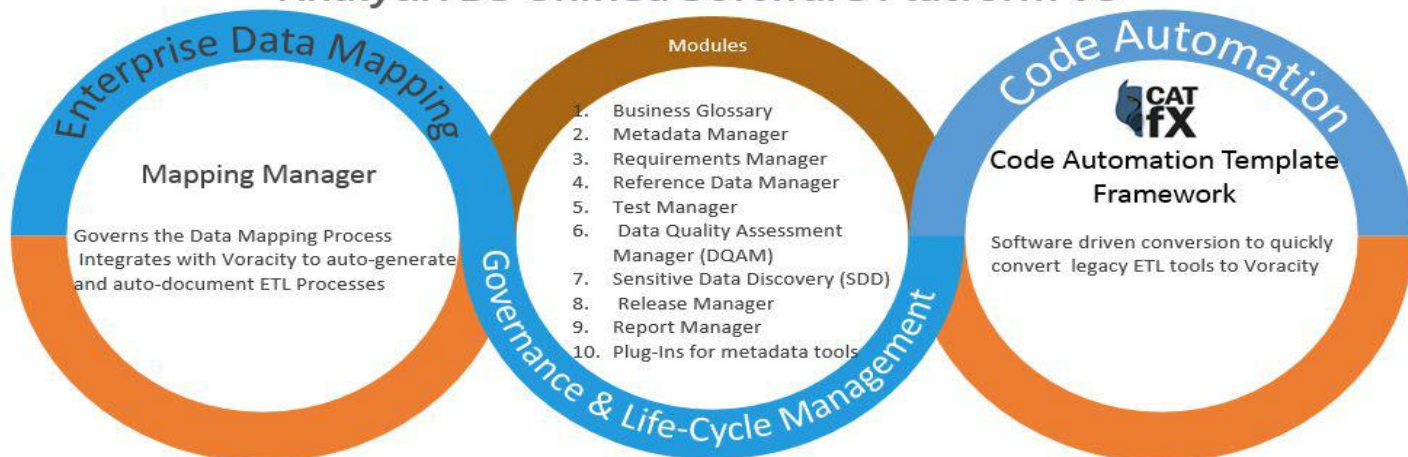 Enterprise Data Mapping
Mapping Manager
Governs the Data Mapping Process
Integrates with Voracity to auto-generate
and auto-document ETL Processes
Modules
1. Business Glossary
2. Metadata Manager
3. Requirements Manager
4. Reference Data Manager
5. Test Manager
6. Data Quality Assessment
Manager (DQAM)
7. Sensitive Data Discovery (SDD)
8. Release Manager
9. Report Manager
10. Plug-Ins for metadata tools
Governance & Life-Cycle Management
Code Automation
CAT
fX
Code Automation Template
Framework
Software driven conversion to quickly
convert legacy ETL tools to Voracity